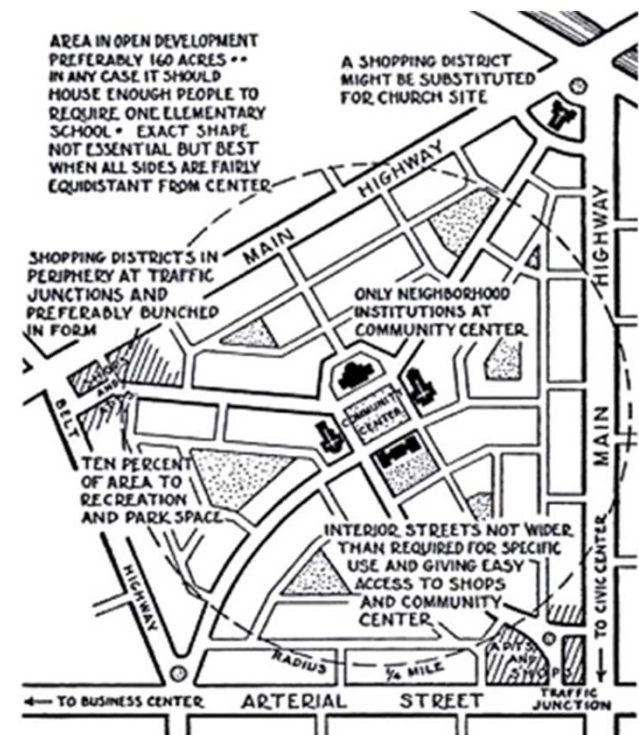 AREA IN OPEN DEVELOPMENT
PREFERABLY 160 ACRES ••
IN ANY CASE IT SHOULD
HOUSE ENOUGH PEOPLE TO
REQUIRE ONE ELEMENTARY
SCHOOL • EXACT SHAPE
NOT ESSENTIAL BUT BEST
WHEN ALL SIDES ARE FAIRLY
EQUIDISTANT FROM CENTER
A SHOPPING DISTRICT
MIGHT BE SUBSTITUTED
FOR CHURCH SITE
MAIN HIGHWAY
HIGHWAY
MAIN
TO CIVIC CENTER
SHOPPING DISTRICTS IN
PERIPHERY AT TRAFFIC
JUNCTIONS AND
PREFERABLY BUNCHED
IN FORM
ONLY NEIGHBORHOOD
INSTITUTIONS AT
COMMUNITY CENTER
SHOPS
AND
BELT
HIGHWAY
COMMUNITY
CENTER
TEN PERCENT
OF AREA TO
RECREATION
AND PARK SPACE
INTERIOR STREETS NOT WIDER
THAN REQUIRED FOR SPECIFIC
USE AND GIVING EASY
ACCESS TO SHOPS
AND COMMUNITY
CENTER
APTS
AND
SHOPS
RADIUS ¼ MILE
TO BUSINESS CENTER
ARTERIAL STREET
TRAFFIC
JUNCTION